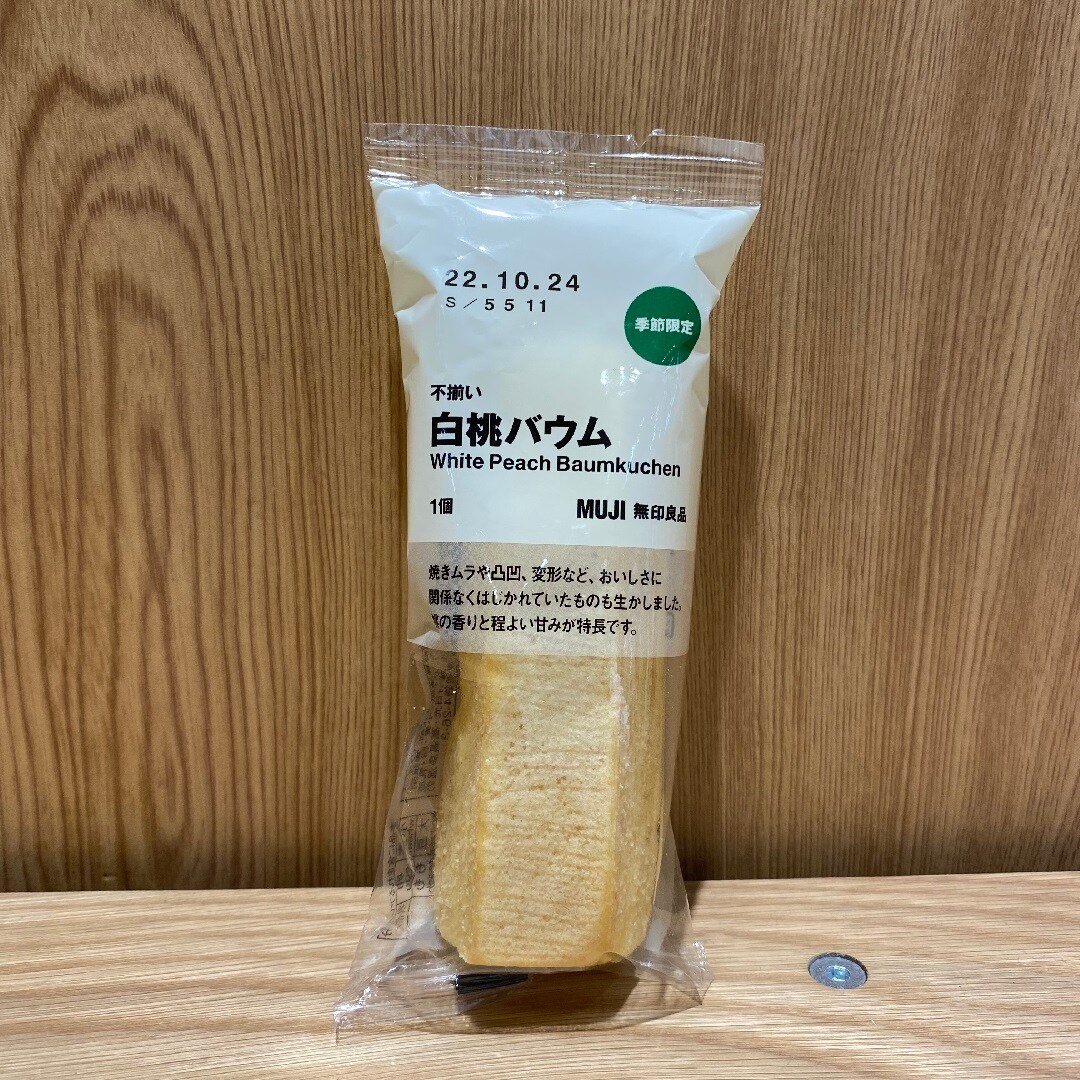 22.10.24
S/5511
季節限定
不揃い
白桃バウム
White Peach Baumkuchen
1個
MUJI 無印良品
焼きムラや凸凹、変形など、おいしさに
関係なくはじかれていたものも生かしました。
桃の香りと程よい甘みが特長です。